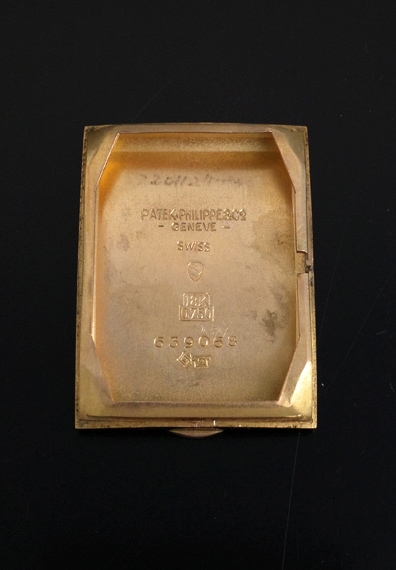 PATEK, PHILIPPE & Co
- GENEVE -
SWISS
18K
0,750
639068